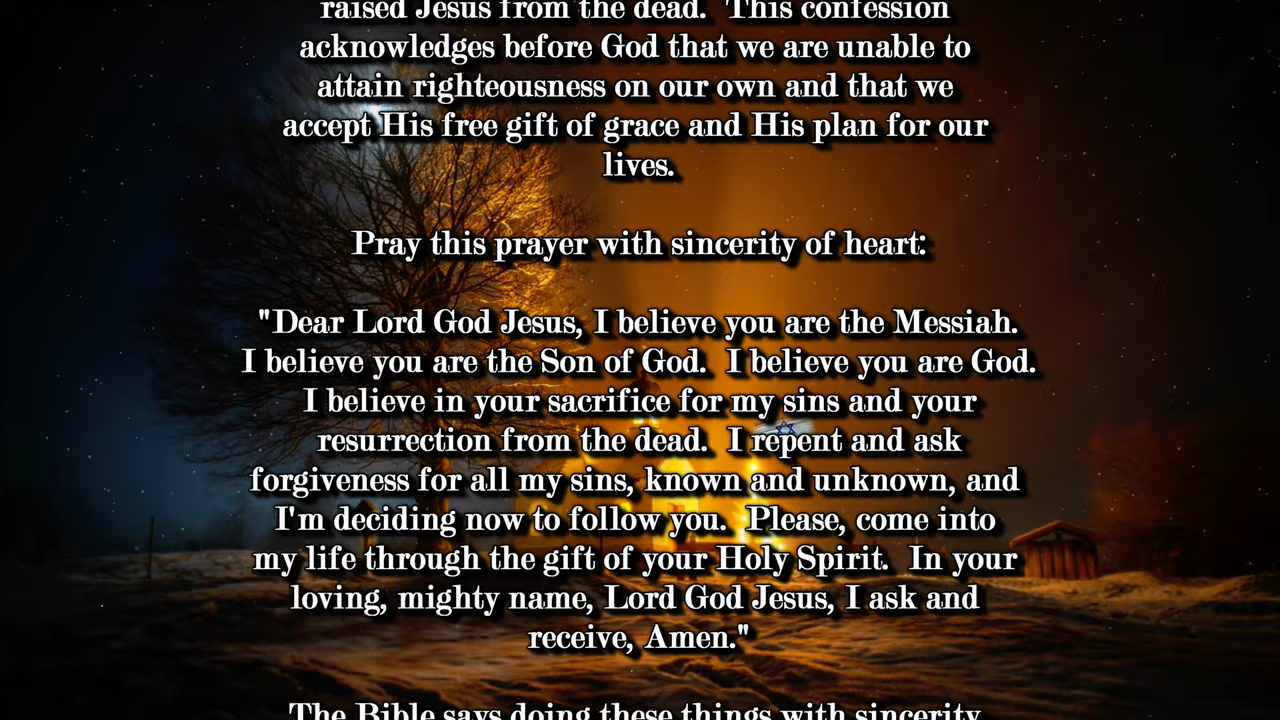 raised Jesus from the dead.  This confession
acknowledges before God that we are unable to
attain righteousness on our own and that we
accept His free gift of grace and His plan for our
lives.
Pray this prayer with sincerity of heart:
"Dear Lord God Jesus, I believe you are the Messiah.
I believe you are the Son of God.  I believe you are God.
I believe in your sacrifice for my sins and your
resurrection from the dead.  I repent and ask
forgiveness for all my sins, known and unknown, and
I'm deciding now to follow you.  Please, come into
my life through the gift of your Holy Spirit.  In your
loving, mighty name, Lord God Jesus, I ask and
receive, Amen."
The Bible says doing these things with sincerity